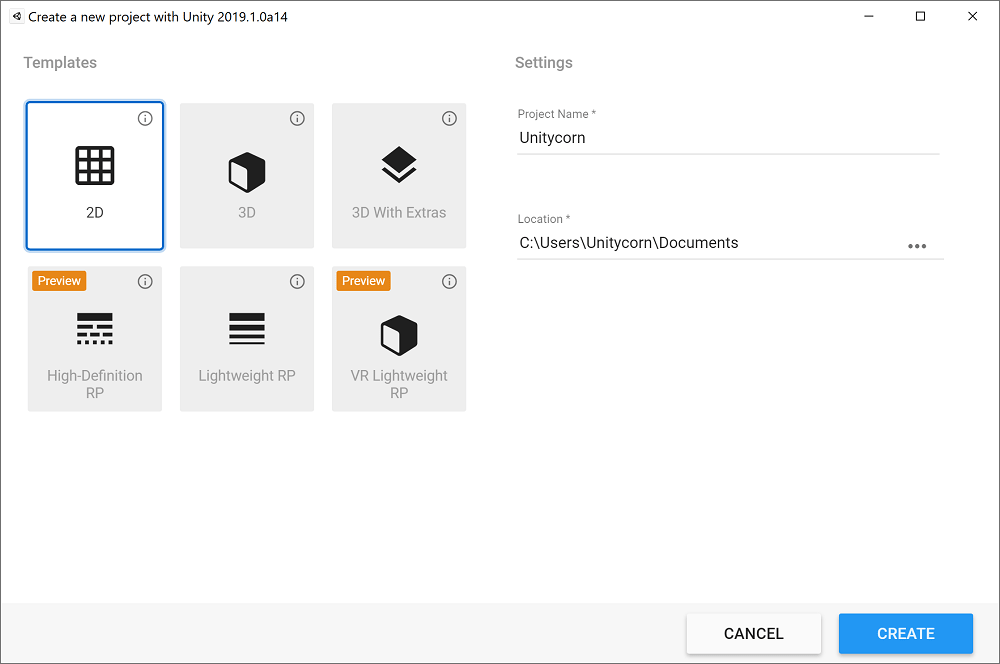 Create a new project with Unity 2019.1.0a14
Templates
2D
3D
3D With Extras
Preview
High-Definition
RP
Lightweight RP
Preview
VR Lightweight
RP
Settings
Project Name *
Unitycorn
Location *
C:\Users\Unitycorn\Documents
CANCEL
CREATE